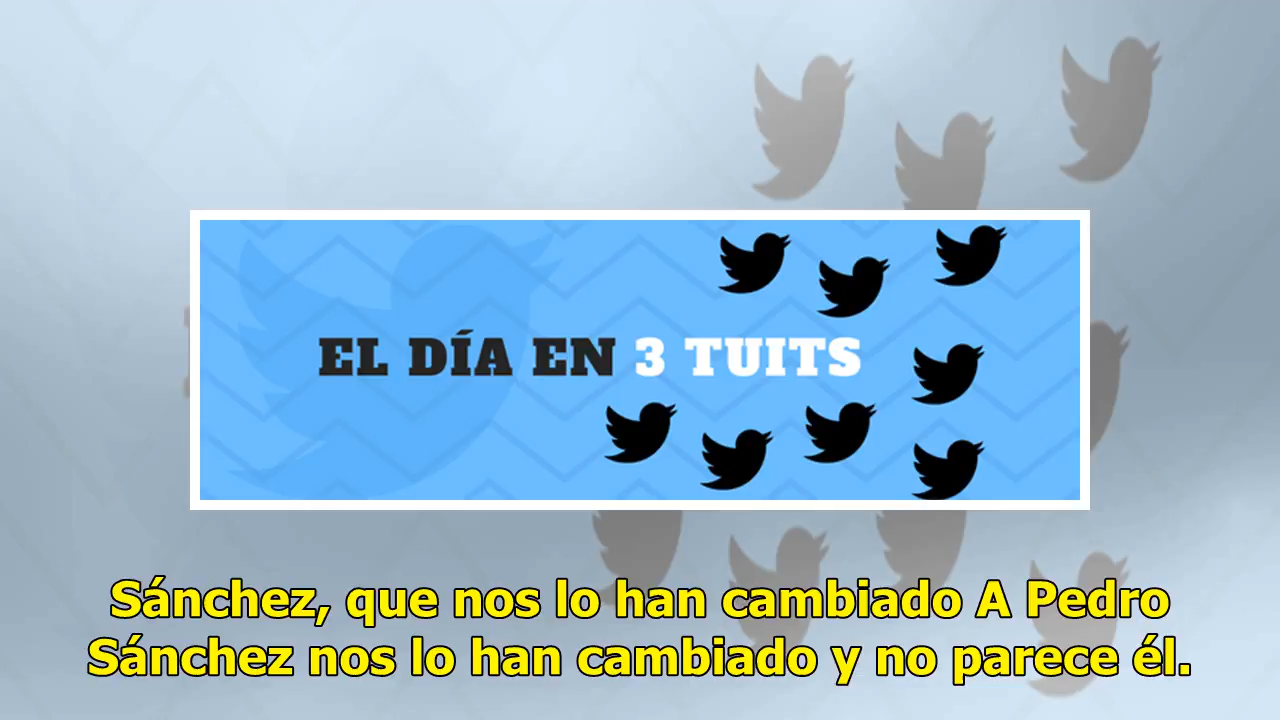 EL DÍA EN 3 TUITS
Sánchez, que nos lo han cambiado A Pedro
Sánchez nos lo han cambiado y no parece él.